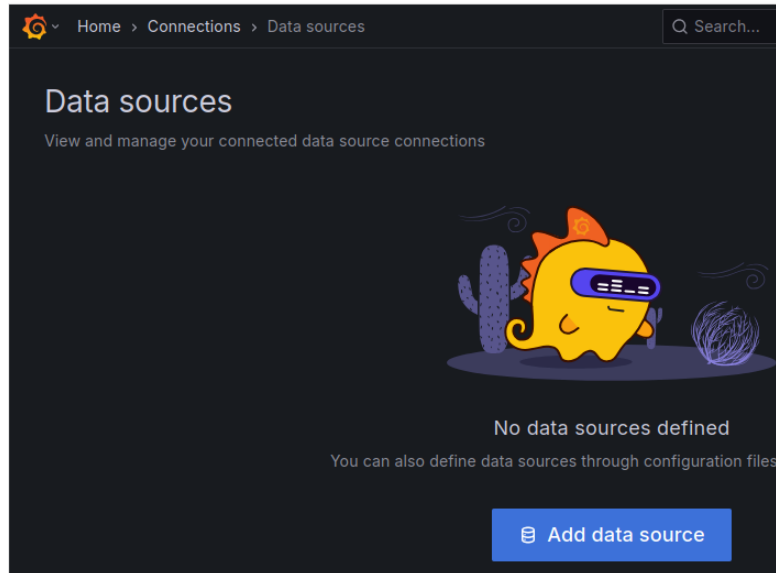 Home › Connections › Data sources
Search...
Data sources
View and manage your connected data source connections
No data sources defined
You can also define data sources through configuration files
Add data source